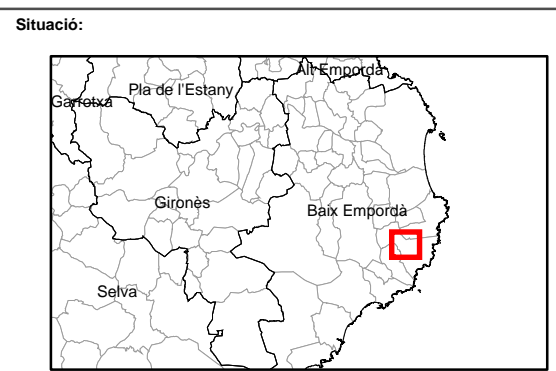 Situació:
Alt Empordà
Pla de l'Estany
Garrotxa
Gironès
Baix Empordà
Selva